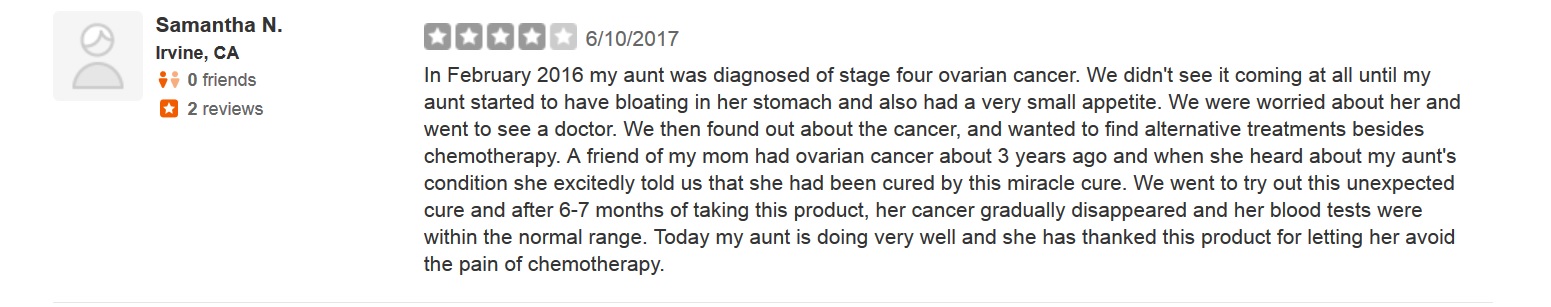 Samantha N.
Irvine, CA
0 friends
2 reviews
6/10/2017
In February 2016 my aunt was diagnosed of stage four ovarian cancer. We didn't see it coming at all until my
aunt started to have bloating in her stomach and also had a very small appetite. We were worried about her and
went to see a doctor. We then found out about the cancer, and wanted to find alternative treatments besides
chemotherapy. A friend of my mom had ovarian cancer about 3 years ago and when she heard about my aunt's
condition she excitedly told us that she had been cured by this miracle cure. We went to try out this unexpected
cure and after 6-7 months of taking this product, her cancer gradually disappeared and her blood tests were
within the normal range. Today my aunt is doing very well and she has thanked this product for letting her avoid
the pain of chemotherapy.